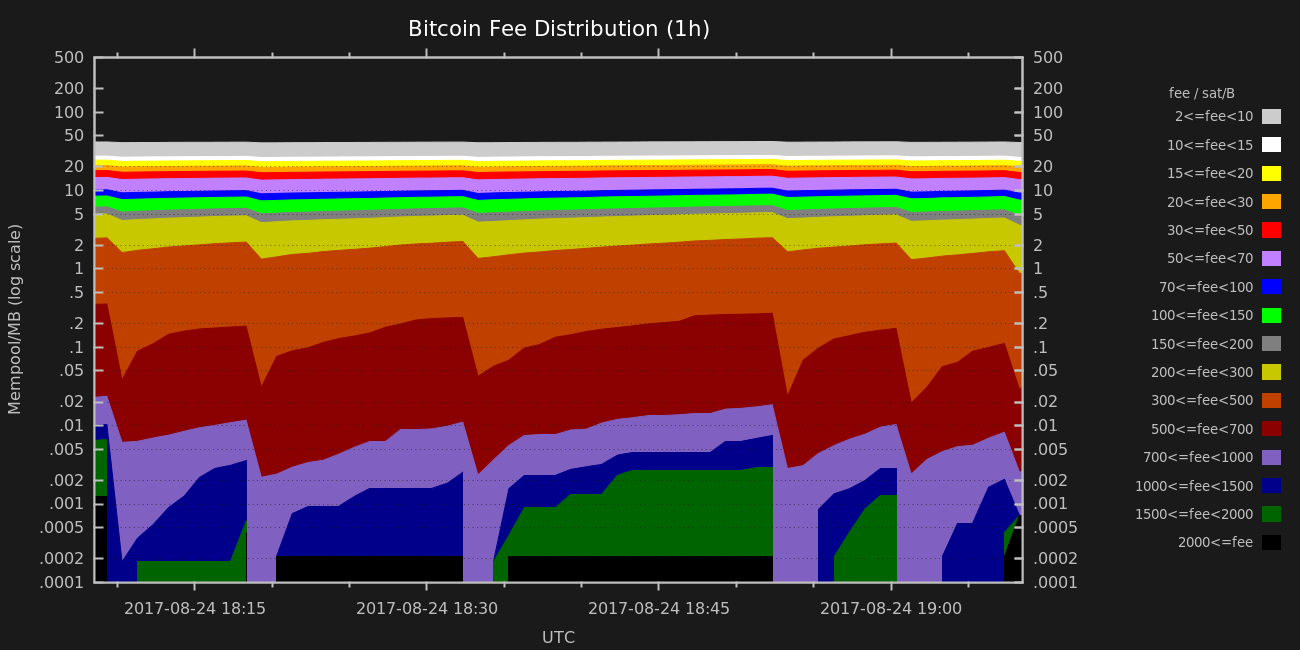 Bitcoin Fee Distribution (1h)
500
200
100
50
20
10
5
2
1
.5
.2
.1
.05
.02
.01
.005
.002
.001
.0005
.0002
.0001
Mempool/MB (log scale)
500
200
100
50
20
10
5
2
1
.5
.2
.1
.05
.02
.01
.005
.002
.001
.0005
.0002
.0001
2017-08-24 18:15
2017-08-24 18:30
2017-08-24 18:45
2017-08-24 19:00
UTC
fee / sat/B
2<=fee<10
10<=fee<15
15<=fee<20
20<=fee<30
30<=fee<50
50<=fee<70
70<=fee<100
100<=fee<150
150<=fee<200
200<=fee<300
300<=fee<500
500<=fee<700
700<=fee<1000
1000<=fee<1500
1500<=fee<2000
2000<=fee